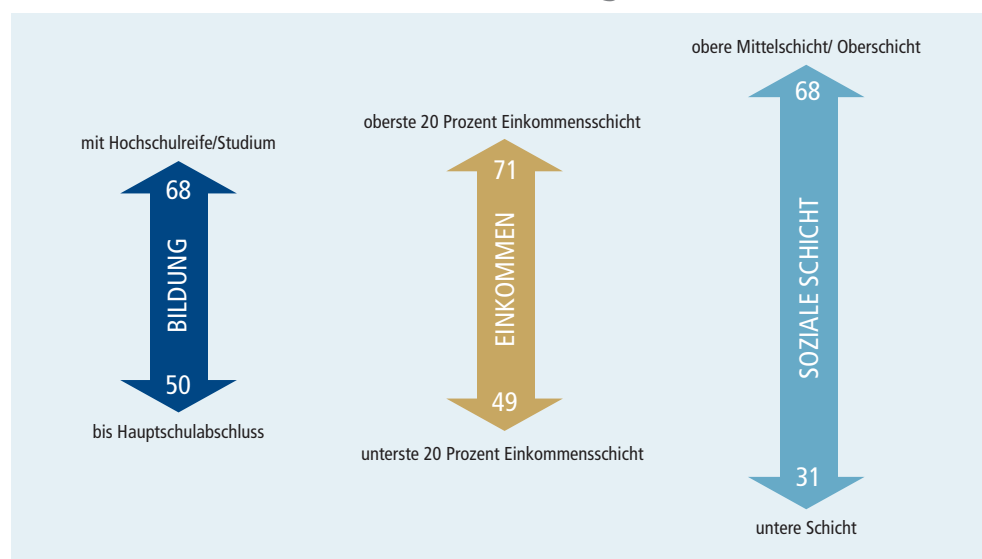 mit Hochschulreife/Studium
68
BILDUNG
50
bis Hauptschulabschluss
oberste 20 Prozent Einkommensschicht
71
EINKOMMEN
49
unterste 20 Prozent Einkommensschicht
obere Mittelschicht/ Oberschicht
68
SOZIALE SCHICHT
31
untere Schicht